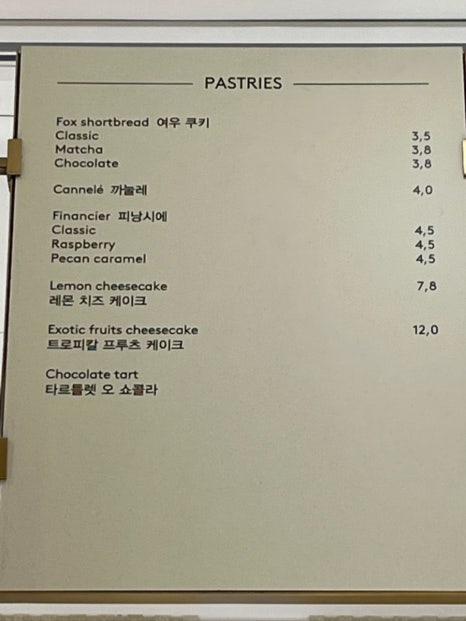 PASTRIES
Fox shortbread 여우 쿠키
Classic 3,5
Matcha 3,8
Chocolate 3,8
Cannelé 까눌레 4,0
Financier 피낭시에
Classic 4,5
Raspberry 4,5
Pecan caramel 4,5
Lemon cheesecake 7,8
레몬 치즈 케이크
Exotic fruits cheesecake 12,0
트로피칼 프루츠 케이크
Chocolate tart
타르틀렛 오 쇼콜라